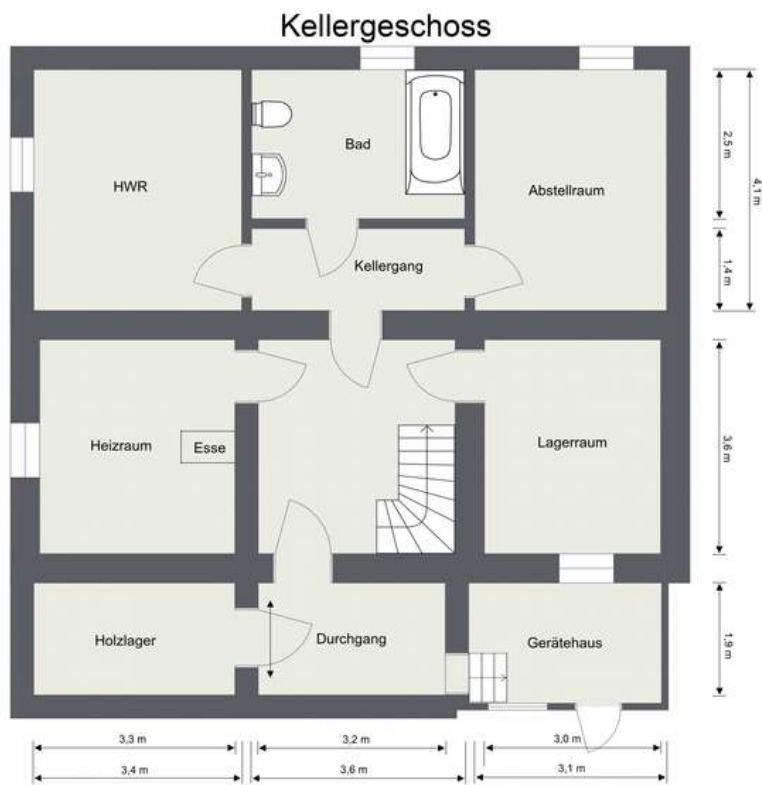 Kellergeschoss
HWR
Bad
Abstellraum
Kellergang
2,5 m
4,1 m
1,4 m
Heizraum
Esse
Lagerraum
3,6 m
Holzlager
Durchgang
Gerätehaus
1,9 m
3,3 m
3,2 m
3,0 m
3,4 m
3,6 m
3,1 m